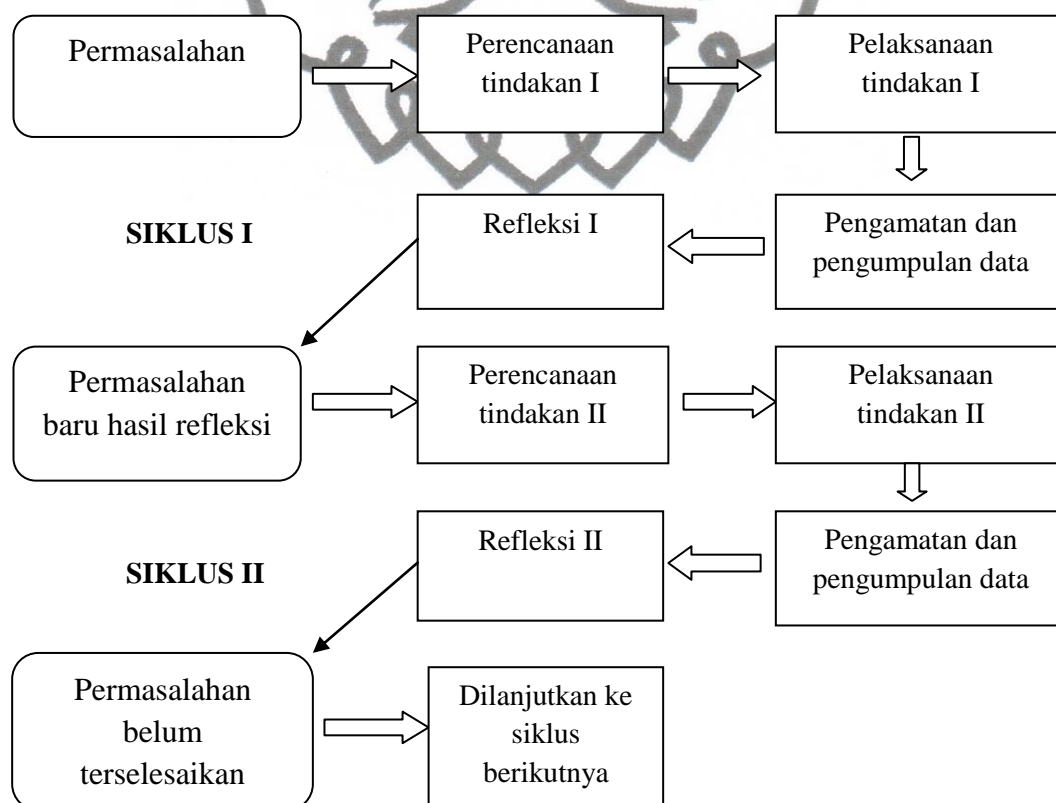 Permasalahan
Perencanaan
tindakan I
Pelaksanaan
tindakan I
SIKLUS I
Refleksi I
Pengamatan dan
pengumpulan data
Permasalahan
baru hasil refleksi
Perencanaan
tindakan II
Pelaksanaan
tindakan II
SIKLUS II
Refleksi II
Pengamatan dan
pengumpulan data
Permasalahan
belum
terselesaikan
Dilanjutkan ke
siklus
berikutnya